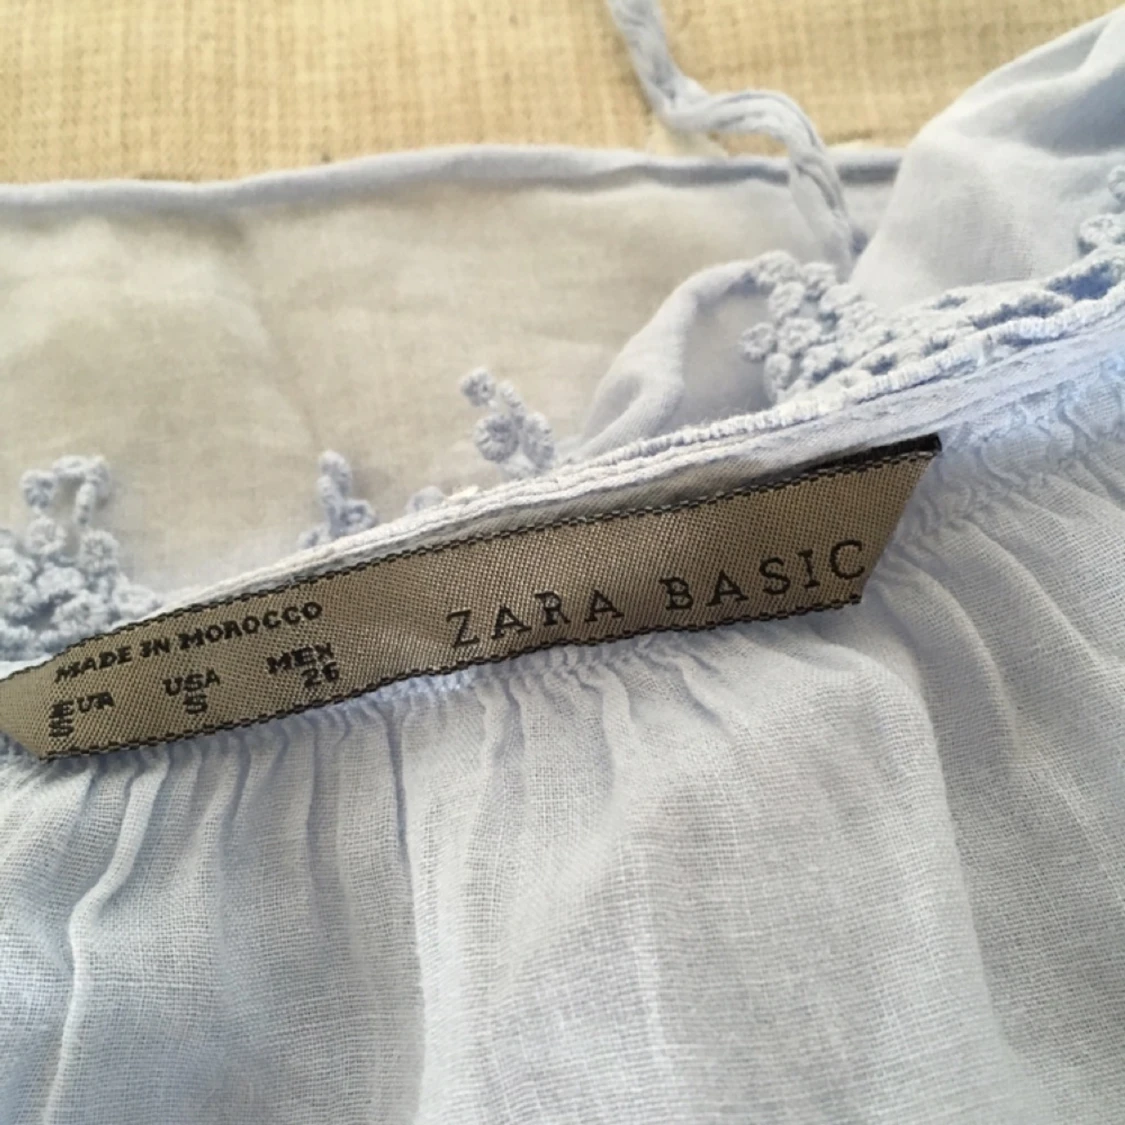 ZARA BASIC
MADE IN MOROCCO
EUR USA MEX
S S 26